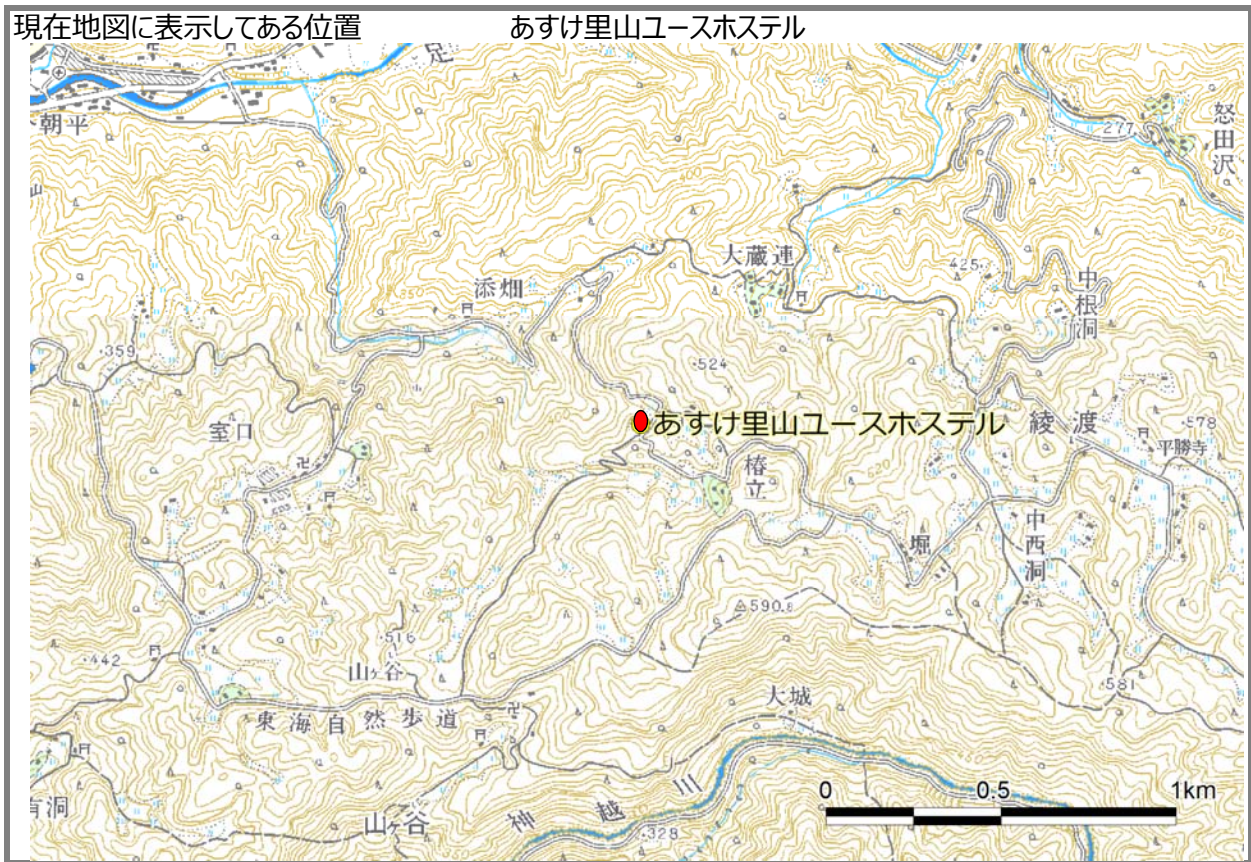 現在地図に表示してある位置 あすけ里山ユースホステル
足
朝平
277
怒田沢
400
大蔵連
425
添畑
350
中根洞
359
524
室口
あすけ里山ユースホステル
綾渡
578
平勝寺
椿立
520
堀
中西洞
590.8
516
442
山ヶ谷
581
大城
東海自然歩道
0 0.5 1km
有洞
山ヶ谷
神越川
328